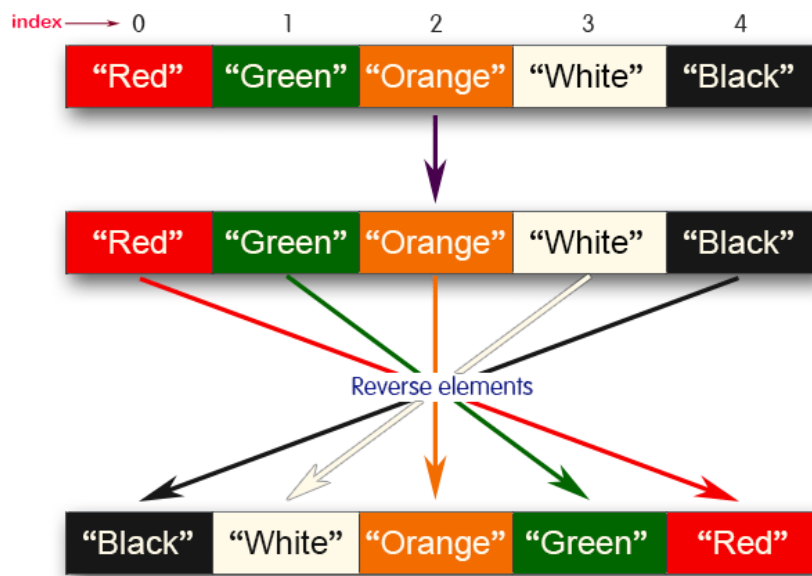 index 0 1 2 3 4
“Red” “Green” “Orange” “White” “Black”
“Red” “Green” “Orange” “White” “Black”
Reverse elements
“Black” “White” “Orange” “Green” “Red”